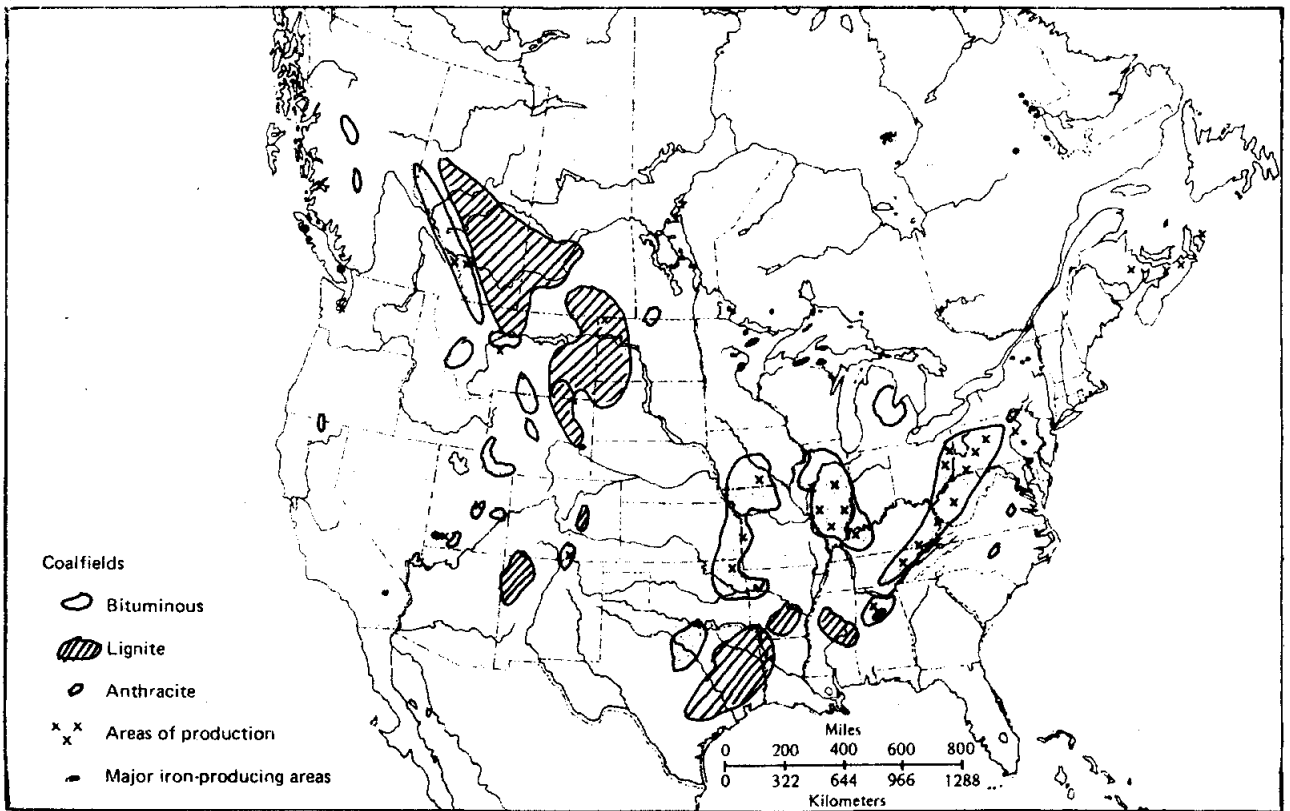 Coalfields
Bituminous
Lignite
Anthracite
Areas of production
Major iron-producing areas
Miles
0 200 400 600 800
0 322 644 966 1288
Kilometers